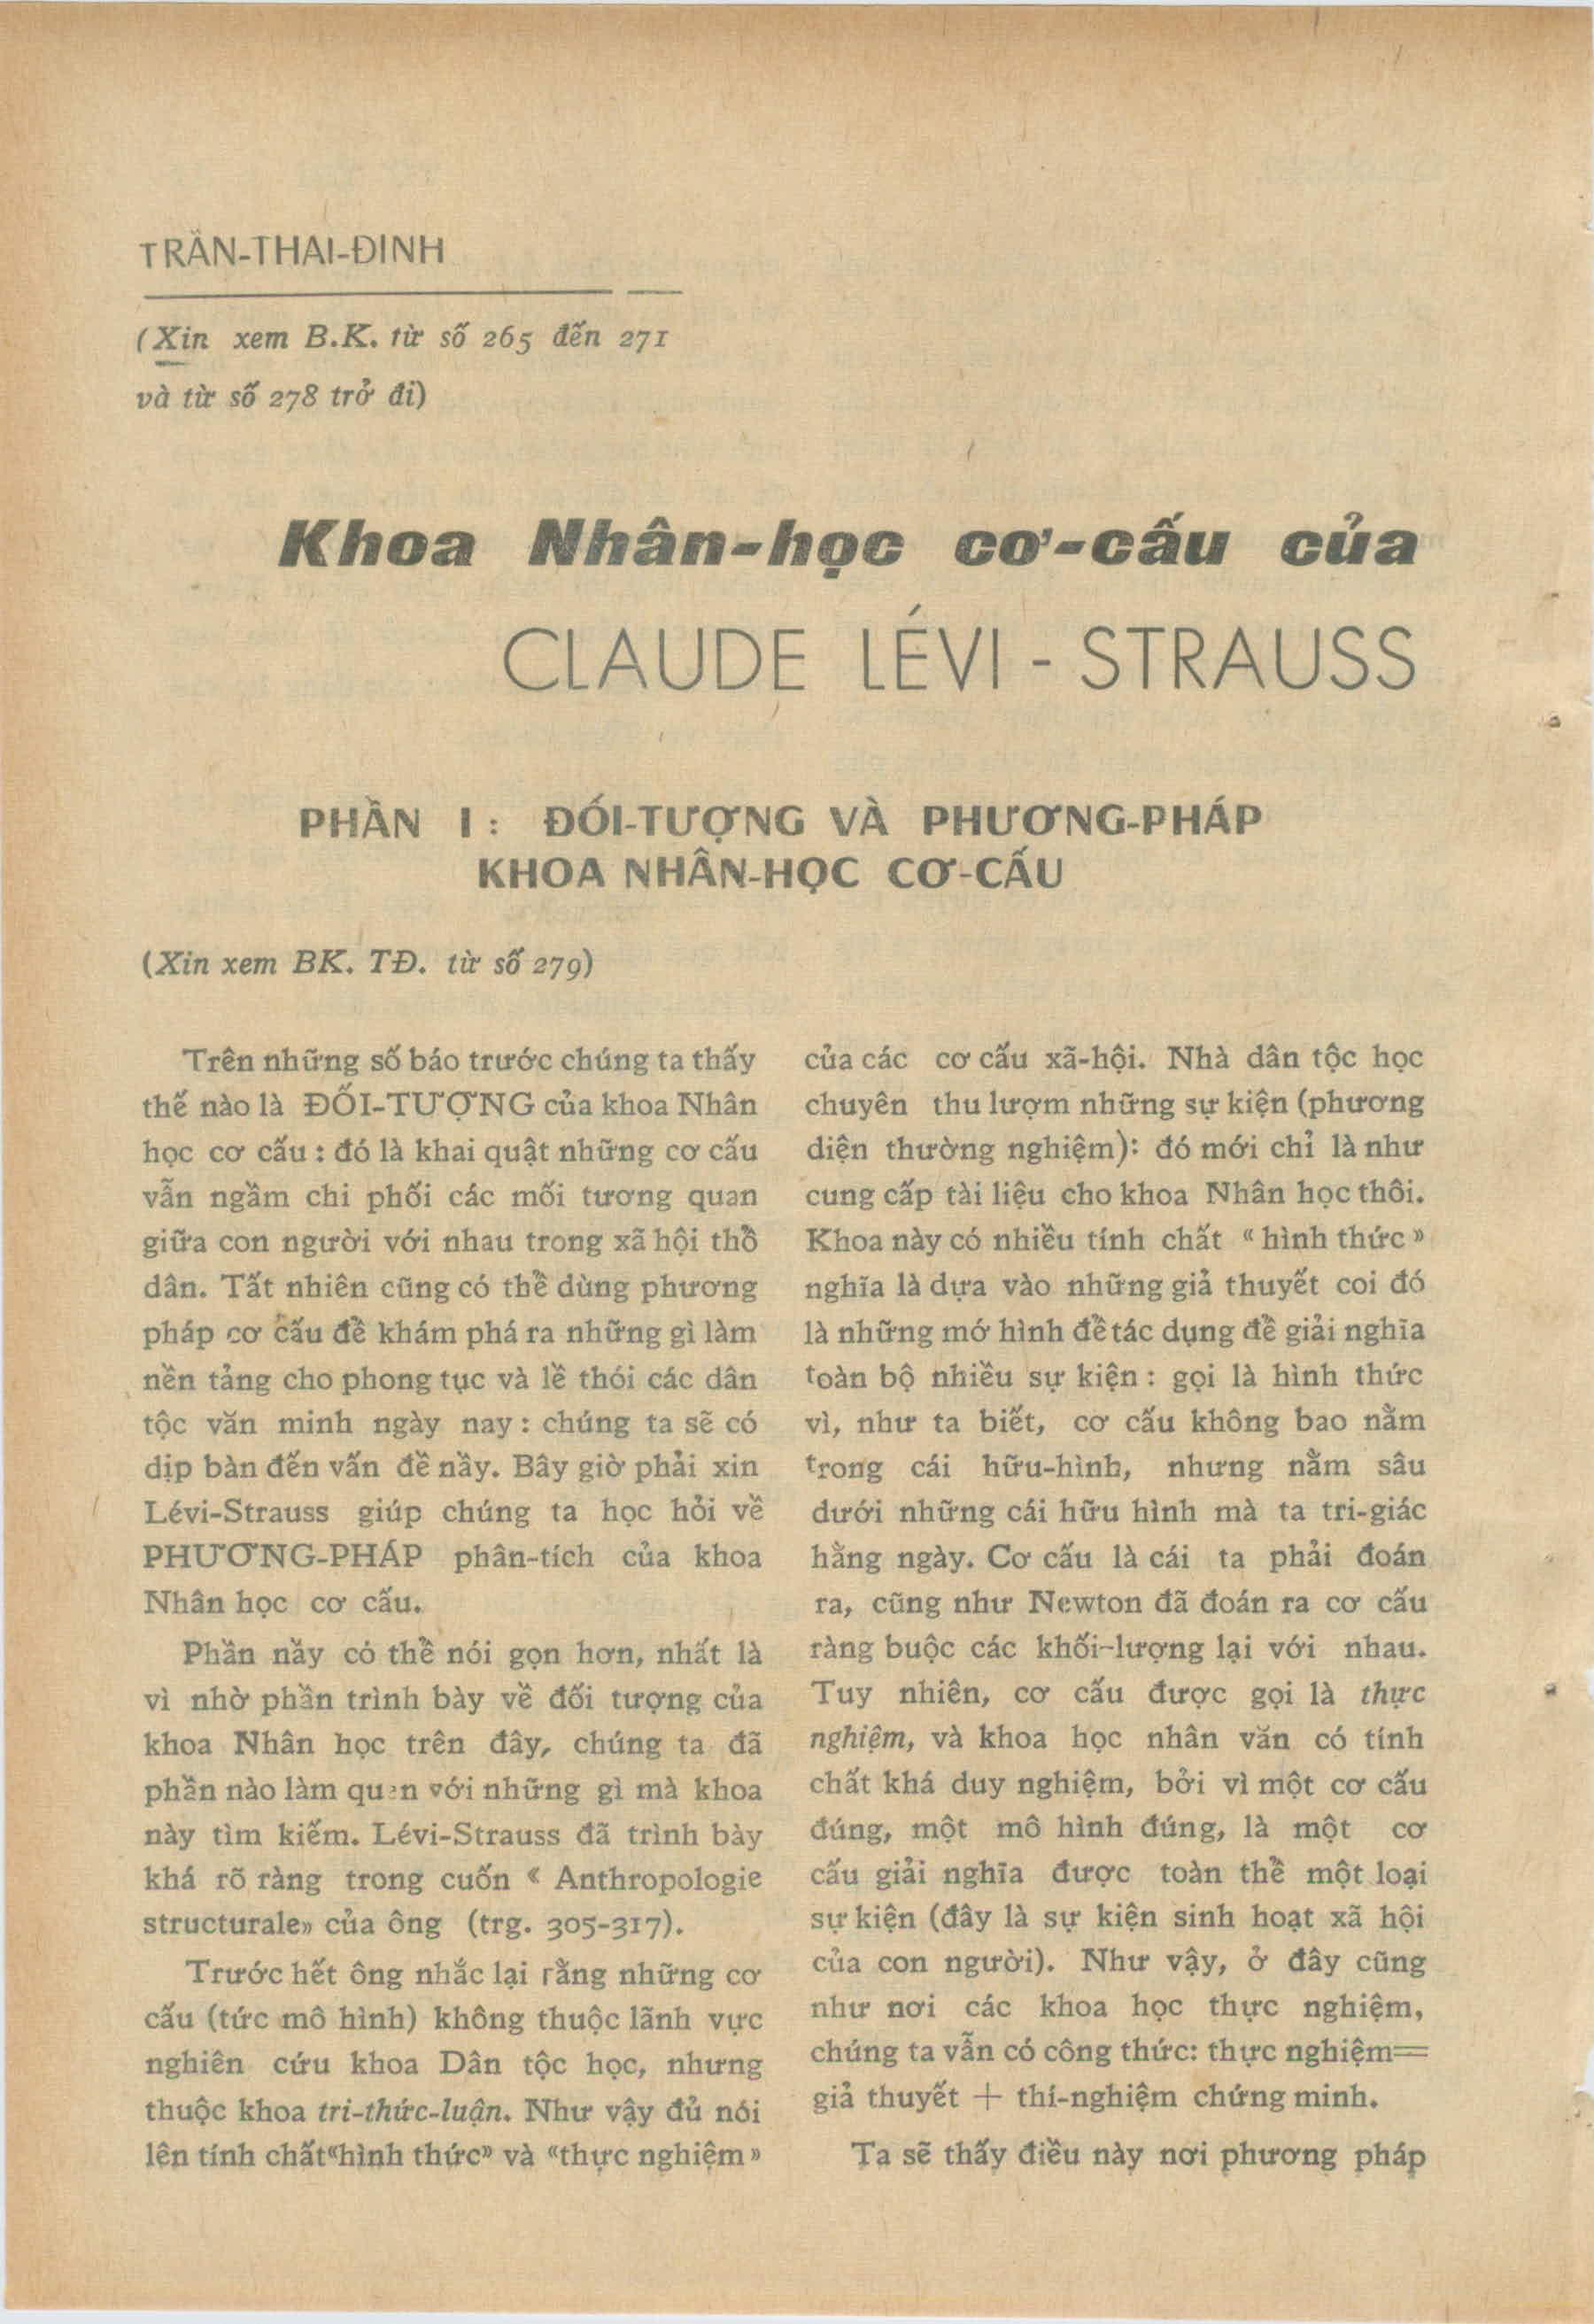 TRẦN-THAI-ĐINH
(Xin xem B.K. từ số 265 đến 271
và từ số 278 trở đi)
Khoa Nhân-học cơ-cấu của
CLAUDE LÉVI - STRAUSS
PHẦN I : ĐỐI-TƯỢNG VÀ PHƯƠNG-PHÁP
KHOA NHÂN-HỌC CƠ-CẤU
(Xin xem BK. TĐ. từ số 279)
Trên những số báo trước chúng ta thấy
thế nào là ĐỐI-TƯỢNG của khoa Nhân
học cơ cấu : đó là khai quật những cơ cấu
vẫn ngầm chi phối các mối tương quan
giữa con người với nhau trong xã hội thổ
dân. Tất nhiên cũng có thể dùng phương
pháp cơ cấu để khám phá ra những gì làm
nền tảng cho phong tục và lề thói các dân
tộc văn minh ngày nay : chúng ta sẽ có
dịp bàn đến vấn đề nầy. Bây giờ phải xin
Lévi-Strauss giúp chúng ta học hỏi về
PHƯƠNG-PHÁP phân-tích của khoa
Nhân học cơ cấu.
Phần nầy có thể nói gọn hơn, nhất là
vì nhờ phần trình bày về đối tượng của
khoa Nhân học trên đây, chúng ta đã
phần nào làm quen với những gì mà khoa
này tìm kiếm. Lévi-Strauss đã trình bày
khá rõ ràng trong cuốn « Anthropologie
structurale» của ông (trg. 305-317).
Trước hết ông nhắc lại rằng những cơ
cấu (tức mô hình) không thuộc lãnh vực
nghiên cứu khoa Dân tộc học, nhưng
thuộc khoa tri-thức-luận. Như vậy đủ nói
lên tính chất«hình thức» và «thực nghiệm»
của các cơ cấu xã-hội. Nhà dân tộc học
chuyên thu lượm những sự kiện (phương
diện thường nghiệm): đó mới chỉ là như
cung cấp tài liệu cho khoa Nhân học thôi.
Khoa này có nhiều tính chất « hình thức »
nghĩa là dựa vào những giả thuyết coi đó
là những mớ hình để tác dụng để giải nghĩa
toàn bộ nhiều sự kiện : gọi là hình thức
vì, như ta biết, cơ cấu không bao nằm
trong cái hữu-hình, nhưng nằm sâu
dưới những cái hữu hình mà ta tri-giác
hằng ngày. Cơ cấu là cái ta phải đoán
ra, cũng như Newton đã đoán ra cơ cấu
ràng buộc các khối-lượng lại với nhau.
Tuy nhiên, cơ cấu được gọi là thực
nghiệm, và khoa học nhân văn có tính
chất khá duy nghiệm, bởi vì một cơ cấu
đúng, một mô hình đúng, là một cơ
cấu giải nghĩa được toàn thể một loại
sự kiện (đây là sự kiện sinh hoạt xã hội
của con người). Như vậy, ở đây cũng
như nơi các khoa học thực nghiệm,
chúng ta vẫn có công thức: thực nghiệm=
giả thuyết + thí-nghiệm chứng minh.
Ta sẽ thấy điều này nơi phương pháp